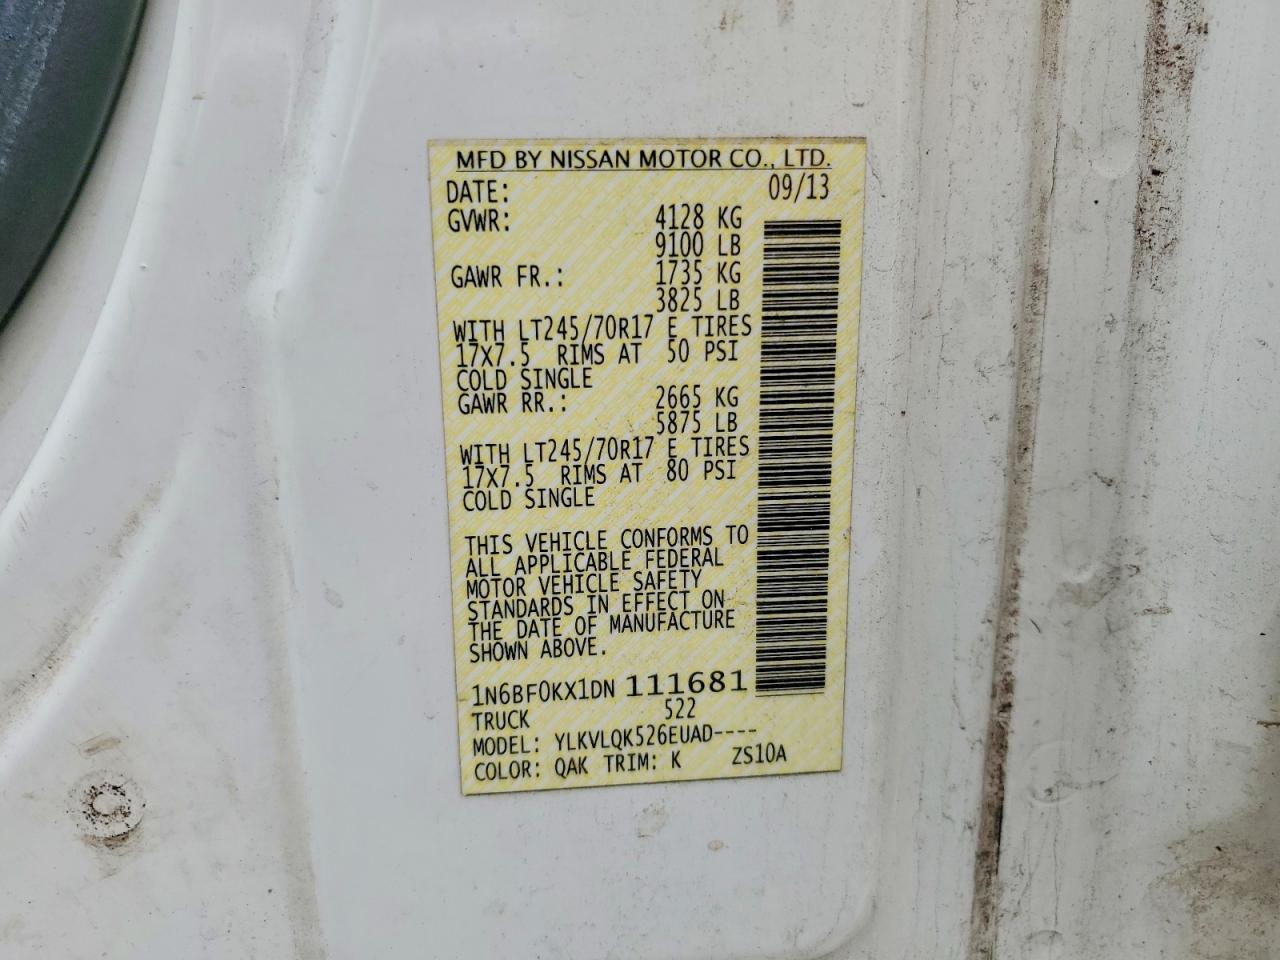 MFD BY NISSAN MOTOR CO., LTD.
DATE: 09/13
GVWR: 4128 KG
9100 LB
GAWR FR.: 1735 KG
3825 LB
WITH LT245/70R17 E TIRES
17X7.5 RIMS AT 50 PSI
COLD SINGLE
GAWR RR.: 2665 KG
5875 LB
WITH LT245/70R17 E TIRES
17X7.5 RIMS AT 80 PSI
COLD SINGLE
THIS VEHICLE CONFORMS TO
ALL APPLICABLE FEDERAL
MOTOR VEHICLE SAFETY
STANDARDS IN EFFECT ON
THE DATE OF MANUFACTURE
SHOWN ABOVE.
1N6BF0KX1DN 111681
TRUCK 522
MODEL: YLKVLQK526EUAD----
COLOR: QAK TRIM: K ZS10A